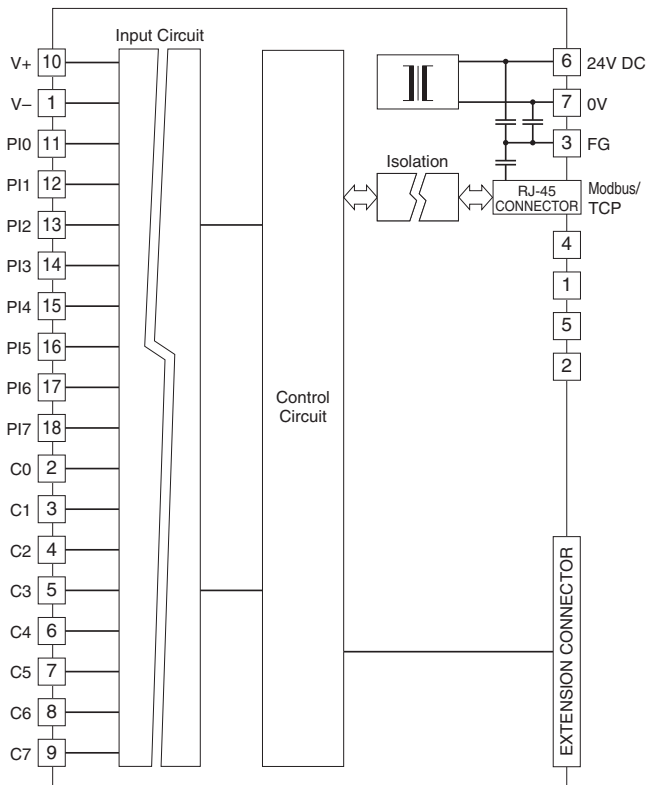 Input Circuit
V+ 10
V− 1
PI0 11
PI1 12
PI2 13
PI3 14
PI4 15
PI5 16
PI6 17
PI7 18
C0 2
C1 3
C2 4
C3 5
C4 6
C5 7
C6 8
C7 9
Control
Circuit
6 24V DC
7 0V
3 FG
Isolation
RJ-45
CONNECTOR
Modbus/
TCP
4
1
5
2
EXTENSION CONNECTOR